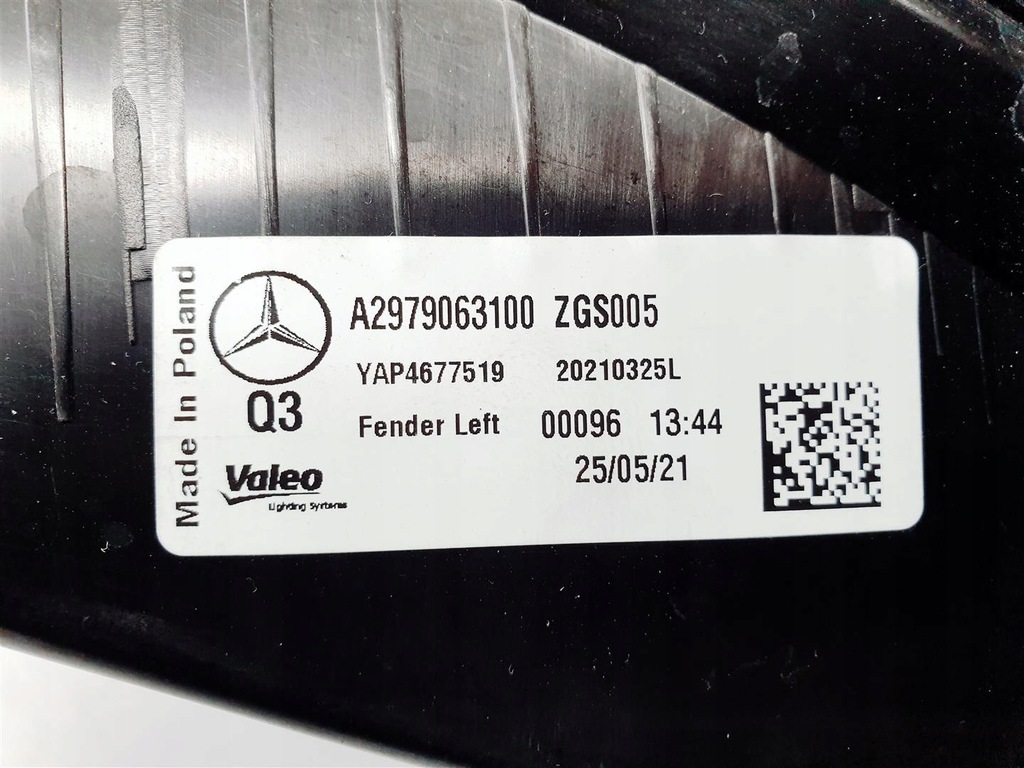 Made In Poland
A2979063100 ZGS005
YAP4677519 20210325L
Q3
Fender Left 00096 13:44
25/05/21
Valeo
Lighting Systems